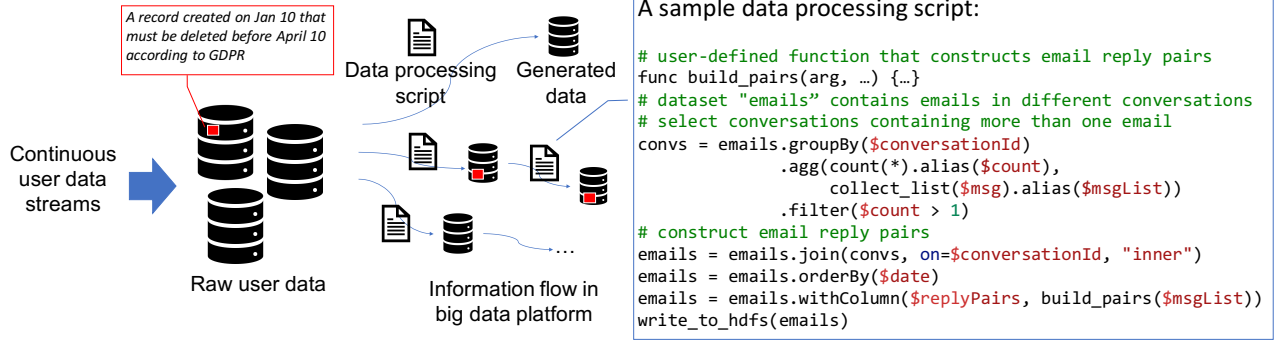 A record created on Jan 10 that
must be deleted before April 10
according to GDPR
Continuous
user data
streams
Raw user data
Data processing
script
Generated
data
...
Information flow in
big data platform
A sample data processing script:
# user-defined function that constructs email reply pairs
func build_pairs(arg, …) {…}
# dataset "emails” contains emails in different conversations
# select conversations containing more than one email
convs = emails.groupBy($conversationId)
.agg(count(*).alias($count),
collect_list($msg).alias($msgList))
.filter($count > 1)
# construct email reply pairs
emails = emails.join(convs, on=$conversationId, "inner")
emails = emails.orderBy($date)
emails = emails.withColumn($replyPairs, build_pairs($msgList))
write_to_hdfs(emails)